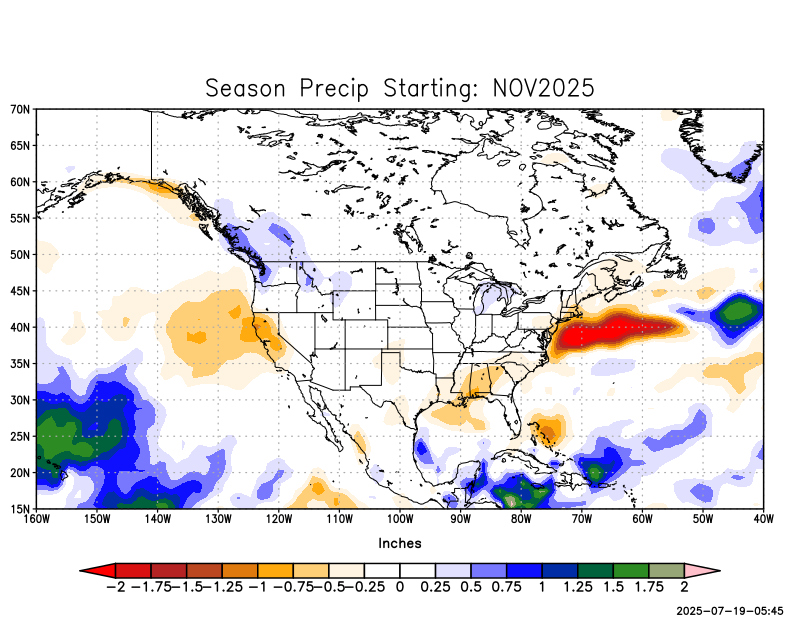 Season Precip Starting: NOV2025
70N
65N
60N
55N
50N
45N
40N
35N
30N
25N
20N
15N
160W 150W 140W 130W 120W 110W 100W 90W 80W 70W 60W 50W 40W
Inches
-2 -1.75 -1.5 -1.25 -1 -0.75 -0.5 -0.25 0 0.25 0.5 0.75 1 1.25 1.5 1.75 2
2025-07-19-05:45